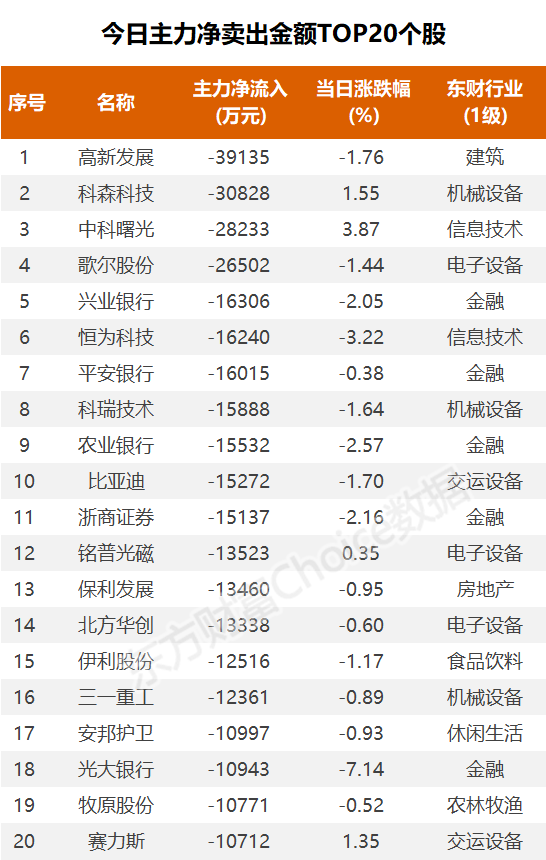 今日主力净卖出金额TOP20个股
序号 名称 主力净流入(万元) 当日涨跌幅(%) 东财行业(1级)
1 高新发展 -39135 -1.76 建筑
2 科森科技 -30828 1.55 机械设备
3 中科曙光 -28233 3.87 信息技术
4 歌尔股份 -26502 -1.44 电子设备
5 兴业银行 -16306 -2.05 金融
6 恒为科技 -16240 -3.22 信息技术
7 平安银行 -16015 -0.38 金融
8 科瑞技术 -15888 -1.64 机械设备
9 农业银行 -15532 -2.57 金融
10 比亚迪 -15272 -1.70 交运设备
11 浙商证券 -15137 -2.16 金融
12 铭普光磁 -13523 0.35 电子设备
13 保利发展 -13460 -0.95 房地产
14 北方华创 -13338 -0.60 电子设备
15 伊利股份 -12516 -1.17 食品饮料
16 三一重工 -12361 -0.89 机械设备
17 安邦护卫 -10997 -0.93 休闲生活
18 光大银行 -10943 -7.14 金融
19 牧原股份 -10771 -0.52 农林牧渔
20 赛力斯 -10712 1.35 交运设备
东方财富Choice数据